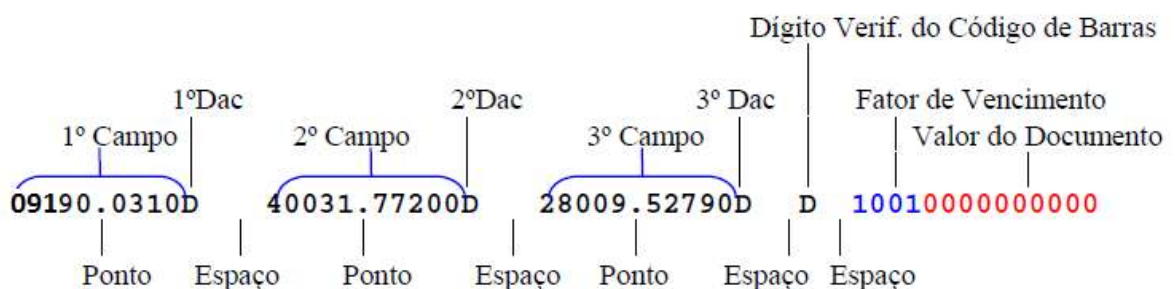 Dígito Verif. do Código de Barras
1ºDac 2ºDac 3º Dac Fator de Vencimento
1º Campo 2º Campo 3º Campo Valor do Documento
09190.0310D 40031.77200D 28009.52790D D 10010000000000
Ponto Espaço Ponto Espaço Ponto Espaço Espaço